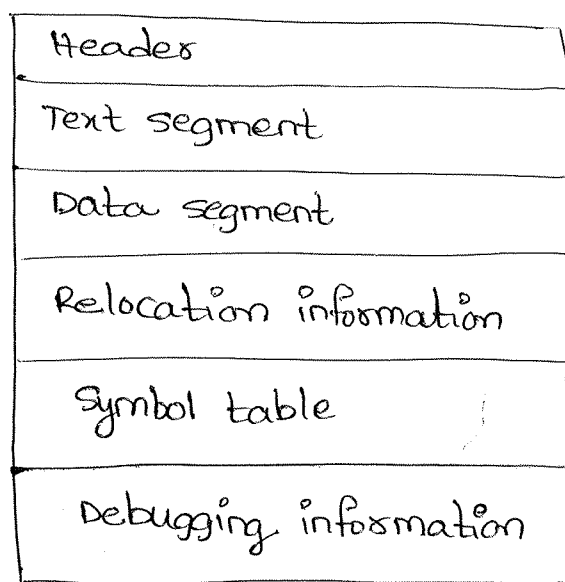 Header
Text segment
Data segment
Relocation information
Symbol table
Debugging information